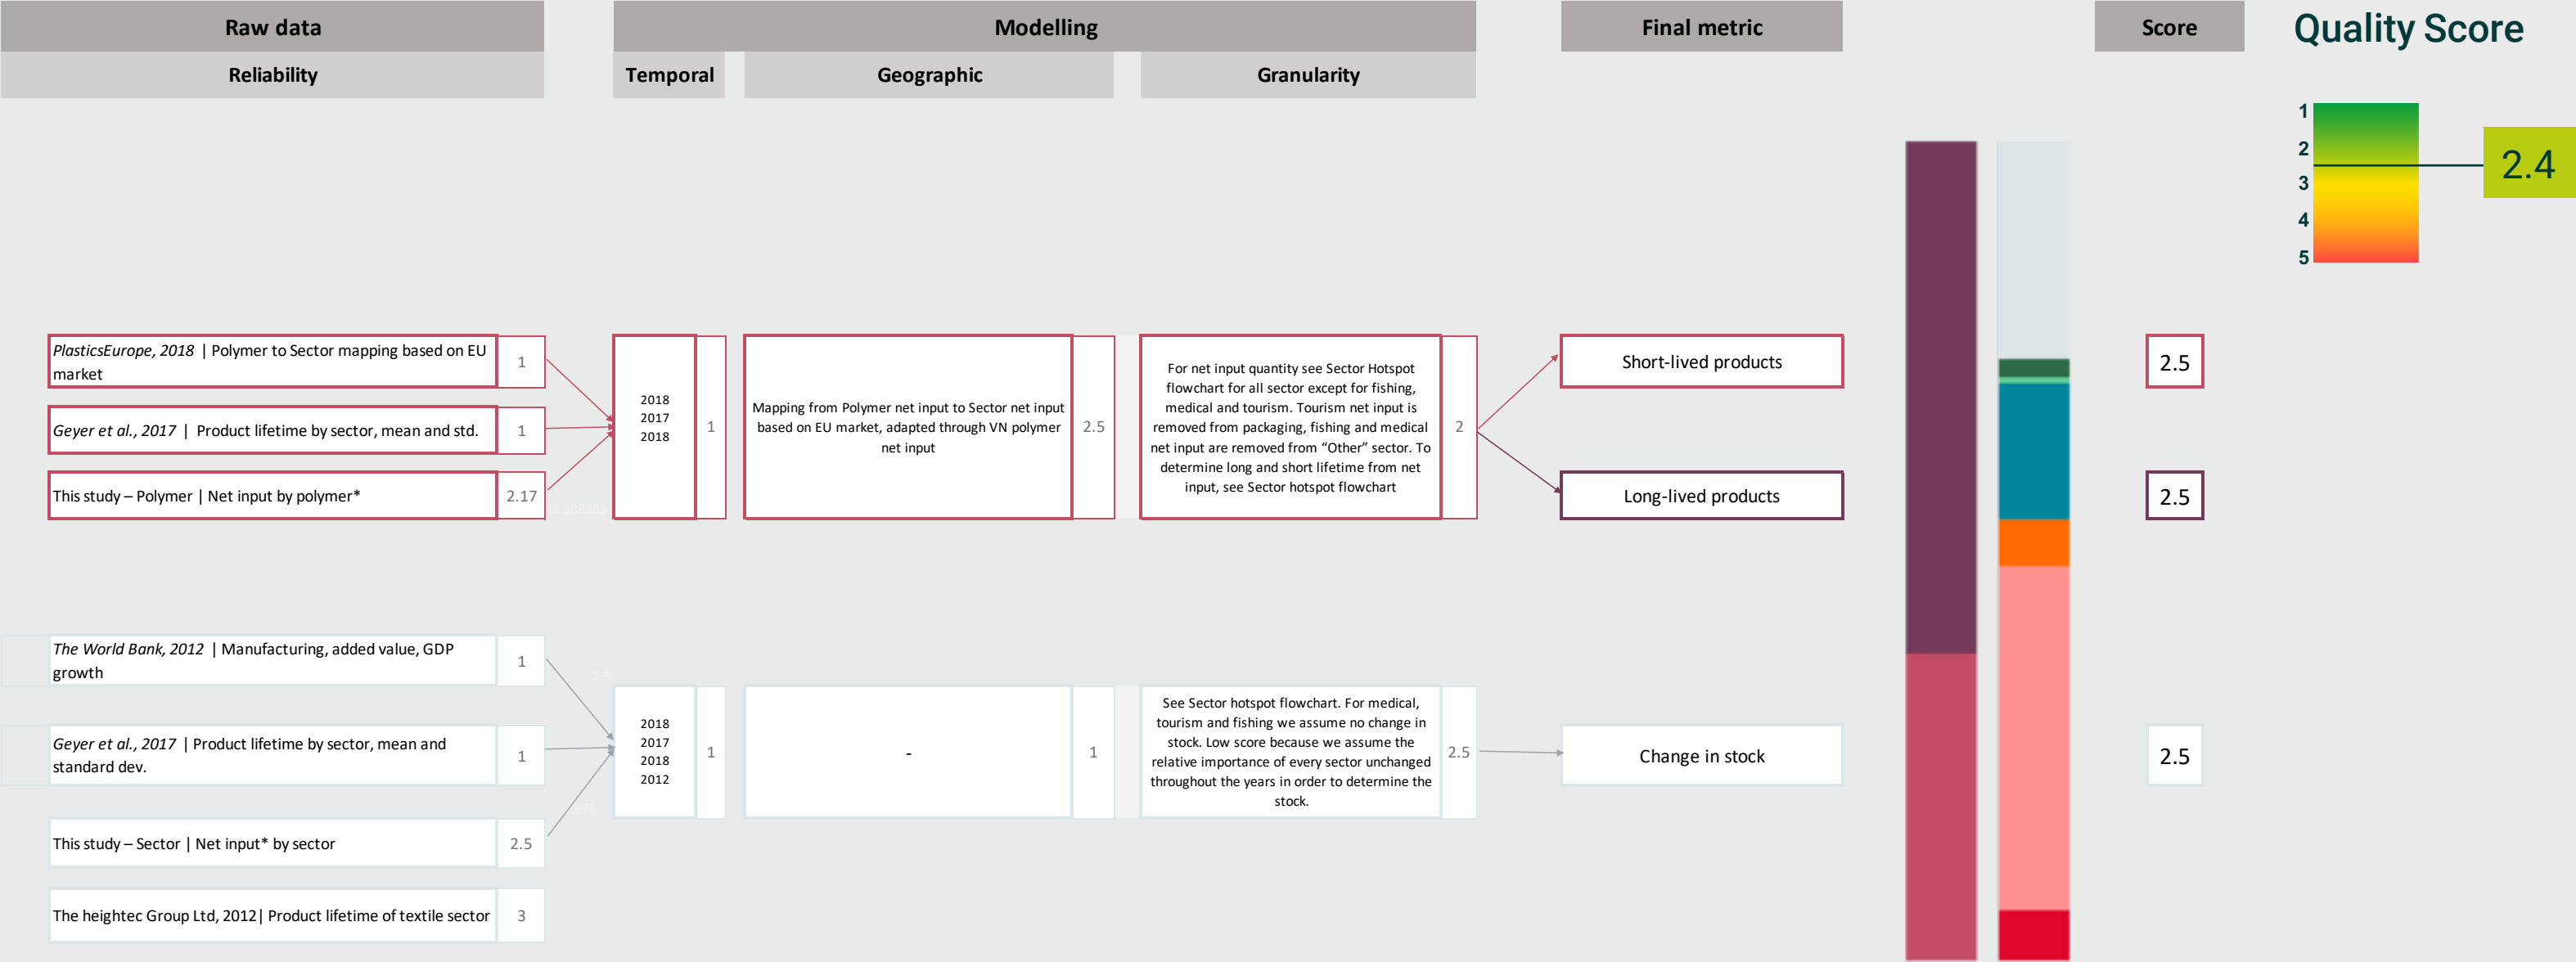 Raw data
Modelling
Final metric
Score
Quality Score
Reliability
Temporal
Geographic
Granularity
1
2
3
4
5
2.4
PlasticsEurope, 2018 | Polymer to Sector mapping based on EU
market
1
Geyer et al., 2017 | Product lifetime by sector, mean and std.
1
This study – Polymer | Net input by polymer*
2.17
1.388889
2018
2017
2018
1
Mapping from Polymer net input to Sector net input
based on EU market, adapted through VN polymer
net input
2.5
For net input quantity see Sector Hotspot
flowchart for all sector except for fishing,
medical and tourism. Tourism net input is
removed from packaging, fishing and medical
net input are removed from “Other” sector. To
determine long and short lifetime from net
input, see Sector hotspot flowchart
2
Short-lived products
2.5
Long-lived products
2.5
The World Bank, 2012 | Manufacturing, added value, GDP
growth
1
1.5
Geyer et al., 2017 | Product lifetime by sector, mean and
standard dev.
1
This study – Sector | Net input* by sector
2.5
The heightec Group Ltd, 2012| Product lifetime of textile sector
3
2018
2017
2018
2012
1
-
1
See Sector hotspot flowchart. For medical,
tourism and fishing we assume no change in
stock. Low score because we assume the
relative importance of every sector unchanged
throughout the years in order to determine the
stock.
2.5
Change in stock
2.5